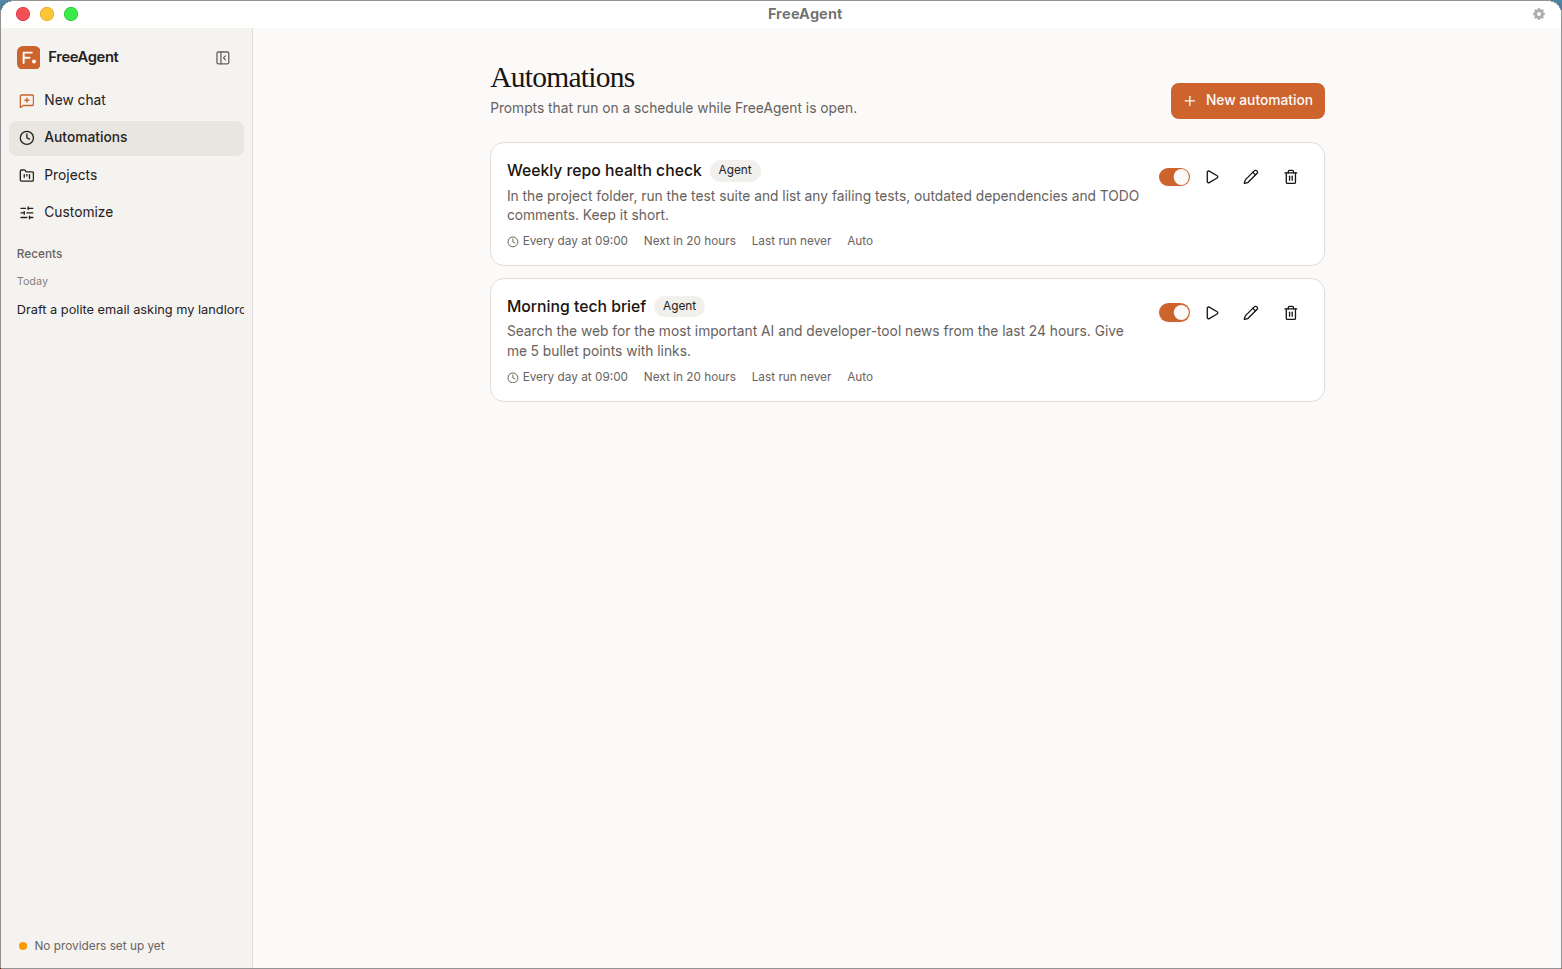 FreeAgent
FreeAgent
New chat
Automations
Projects
Customize
Recents
Today
Draft a polite email asking my landlord
No providers set up yet
Automations
Prompts that run on a schedule while FreeAgent is open.
New automation
Weekly repo health check Agent
In the project folder, run the test suite and list any failing tests, outdated dependencies and TODO
comments. Keep it short.
Every day at 09:00 Next in 20 hours Last run never Auto
Morning tech brief Agent
Search the web for the most important AI and developer-tool news from the last 24 hours. Give
me 5 bullet points with links.
Every day at 09:00 Next in 20 hours Last run never Auto